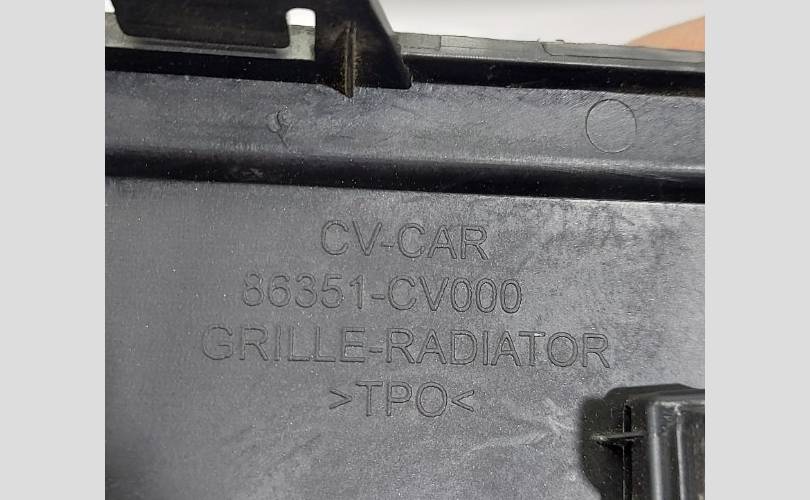 CV-CAR
86351-CV000
GRILLE-RADIATOR
>TPO<